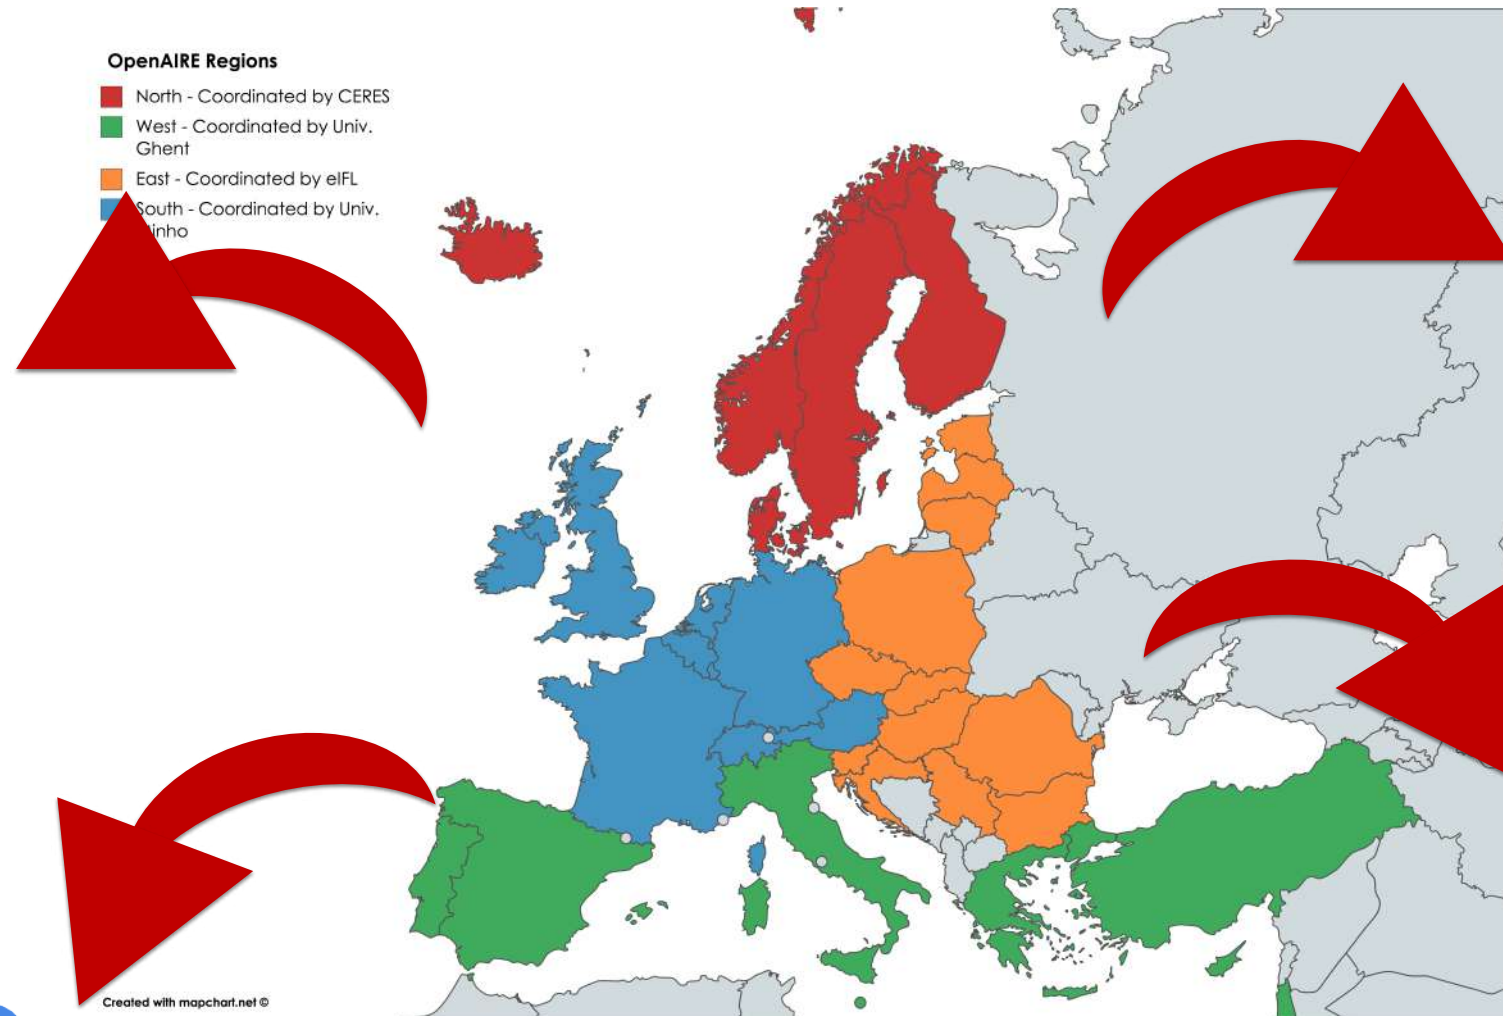 OpenAIRE Regions
North - Coordinated by CERES
West - Coordinated by Univ.
Ghent
East - Coordinated by eIFL
South - Coordinated by Univ.
inho
Created with mapchart.net ©